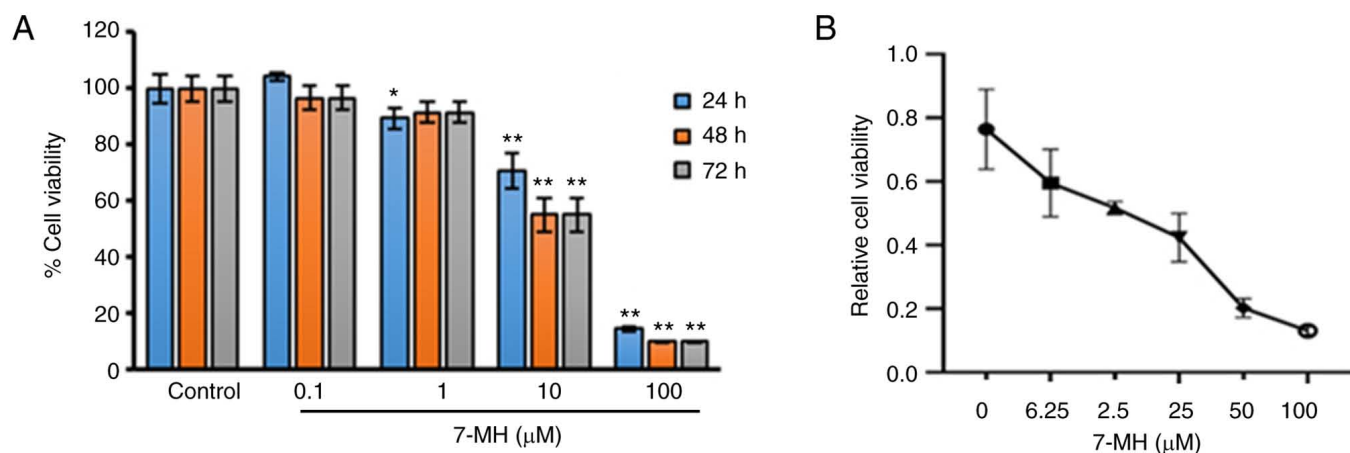 A
% Cell viability
120
100
80
60
40
20
0
*
**
** **
** ** **
24 h
48 h
72 h
Control 0.1 1 10 100
7-MH (μM)
B
Relative cell viability
1.0
0.8
0.6
0.4
0.2
0.0
0 6.25 2.5 25 50 100
7-MH (μM)